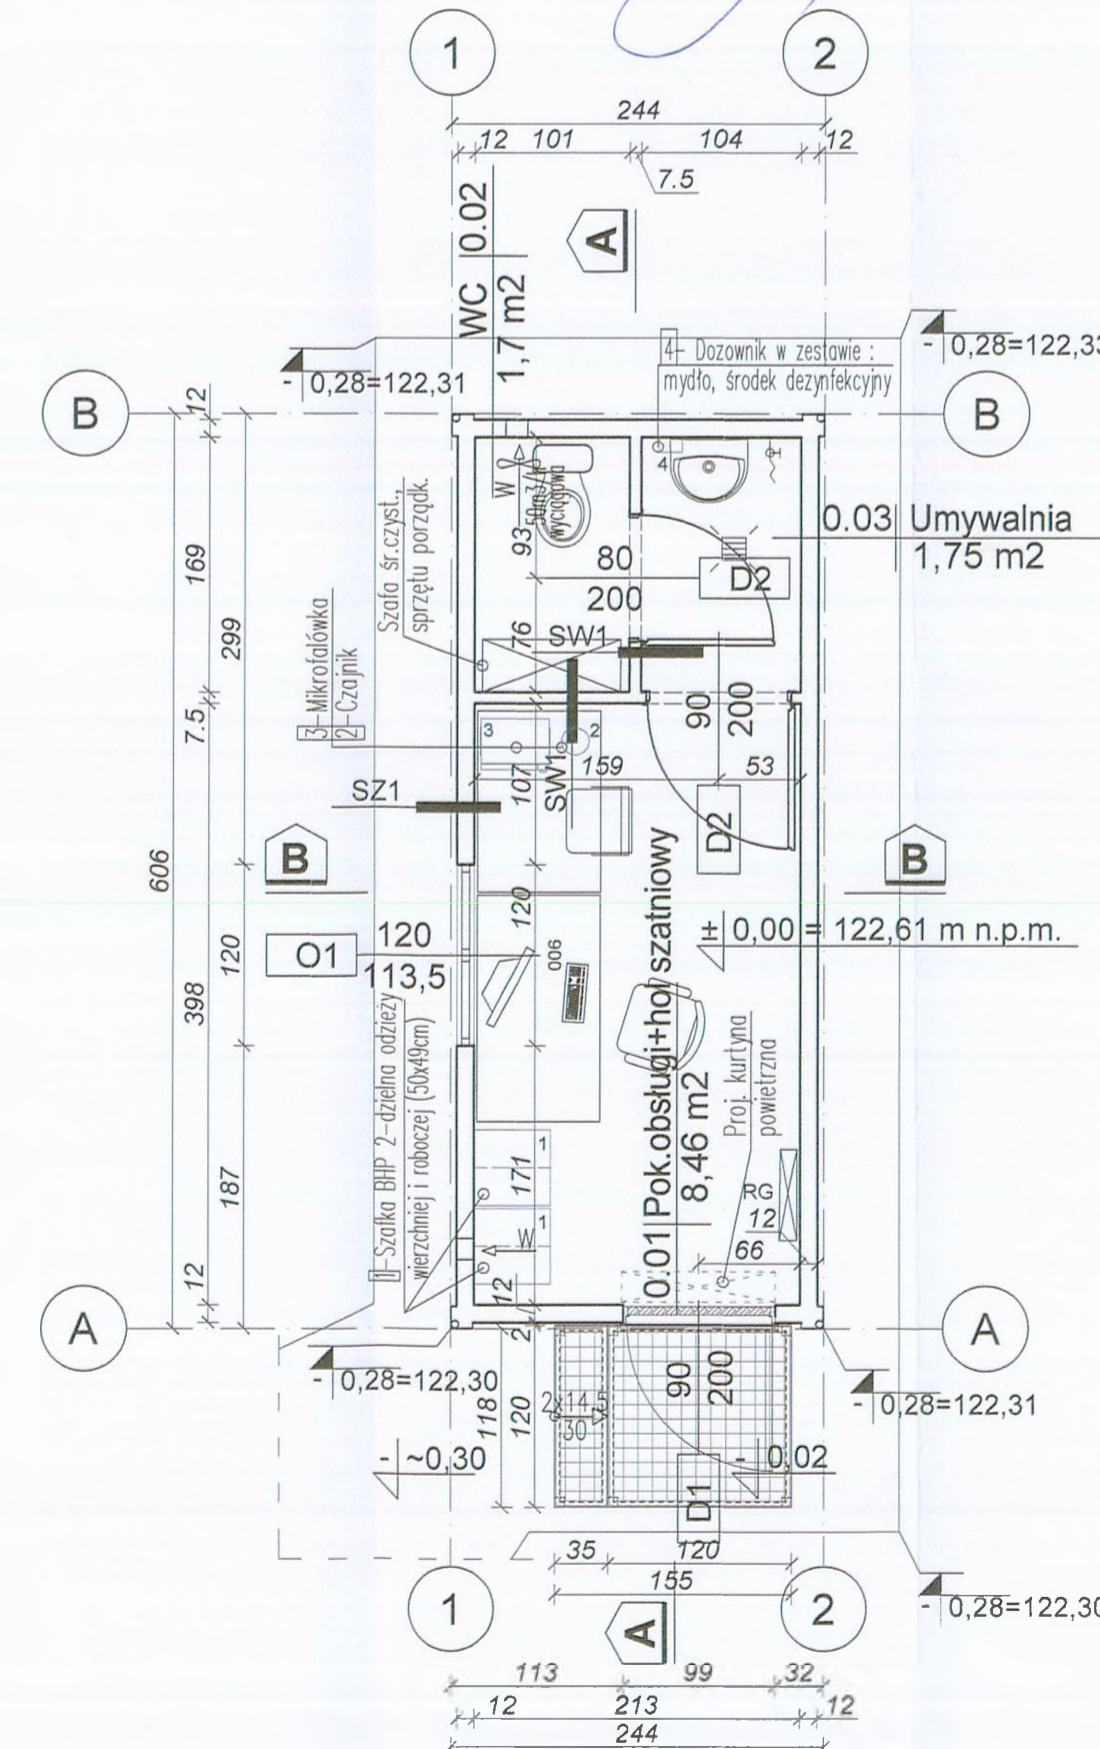 1
2
244
12
101
104
12
7.5
A
WC
0.02
1,7 m2
- 0,28=122,31
- 0,28=122,33
4- Dozownik w zestawie :
mydło, środek dezynfekcyjny
B
B
12
4
W
50m3/h
wyciągowa
93
Szafa śr.czyst.,
sprzętu porządk.
0.03 Umywalnia
1,75 m2
80
200
D2
169
299
76
SW1
3-Mikrofalówka
2-Czajnik
90
200
7.5
3
2
159
53
107
SW1
SZ1
D2
B
B
606
120
± 0,00 = 122,61 m n.p.m.
O1
120
113,5
120
900
398
0.01 Pok.obsługi+hol szatniowy
8,46 m2
Proj. kurtyna
powietrzna
1-Szafka BHP 2-dzielna odzieży
wierzchniej i roboczej (50x49cm)
187
1
171
1
W
RG
12
66
12
12
A
A
2
- 0,28=122,30
- 0,28=122,31
90
200
118
120
2x14,5
30
- ~0,30
- 0.02
D1
35
120
155
1
2
- 0,28=122,30
A
113
99
32
12
213
12
244